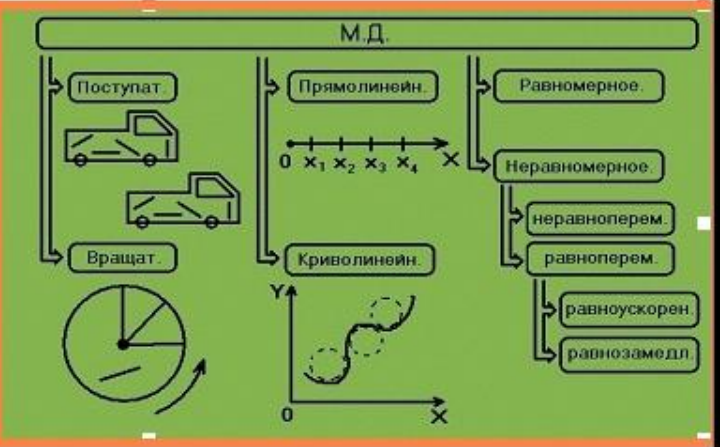 М.Д.
Поступат.
Прямолинейн.
Равномерное.
0 x₁ x₂ x₃ x₄ X
Неравномерное.
неравноперем.
Вращат.
Криволинейн.
равноперем.
Y
равноускорен.
равнозамедл.
0 X